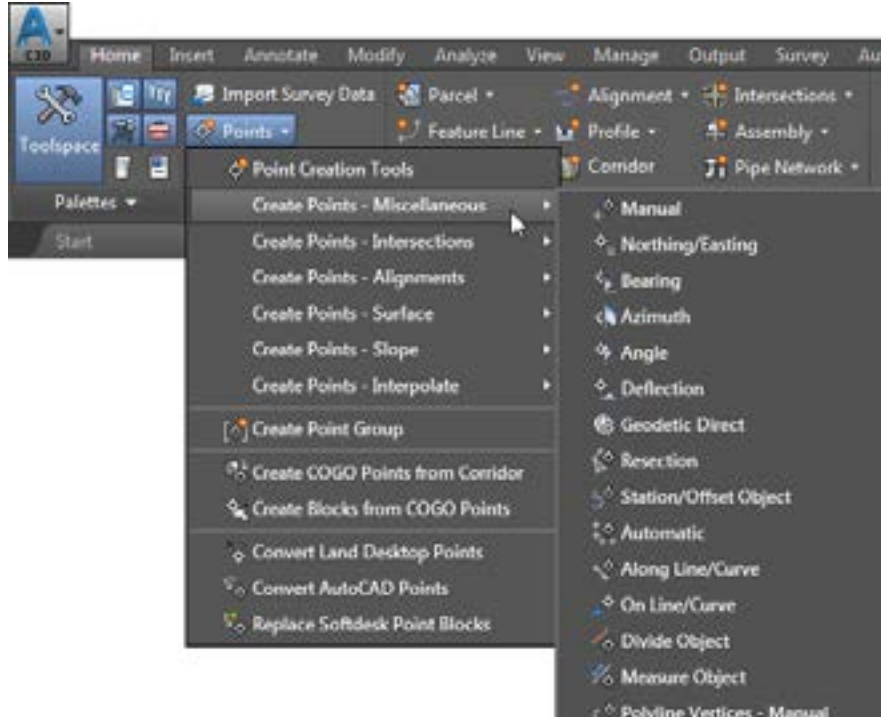 C3D
Home Insert Annotate Modify Analyze View Manage Output Survey Au
Toolspace
Import Survey Data
Parcel
Alignment
Intersections
Points
Feature Line
Profile
Assembly
Corridor
Pipe Network
Palettes
Start
Point Creation Tools
Create Points - Miscellaneous
Create Points - Intersections
Create Points - Alignments
Create Points - Surface
Create Points - Slope
Create Points - Interpolate
Create Point Group
Create COGO Points from Corridor
Create Blocks from COGO Points
Convert Land Desktop Points
Convert AutoCAD Points
Replace Softdesk Point Blocks
Manual
Northing/Easting
Bearing
Azimuth
Angle
Deflection
Geodetic Direct
Resection
Station/Offset Object
Automatic
Along Line/Curve
On Line/Curve
Divide Object
Measure Object
Polyline Vertices - Manual